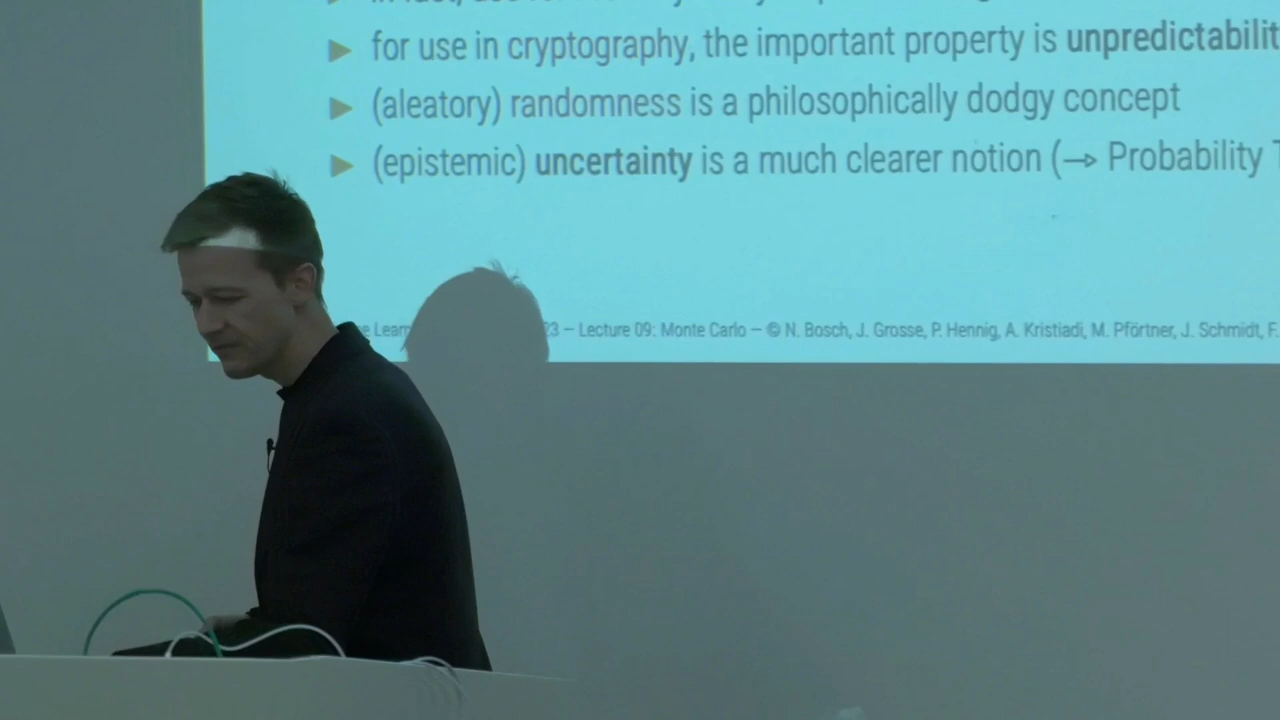 for use in cryptography, the important property is unpredictabilit
(aleatory) randomness is a philosophically dodgy concept
(epistemic) uncertainty is a much clearer notion (→ Probability T
Lear 23 — Lecture 09: Monte Carlo — © N. Bosch, J. Grosse, P. Hennig, A. Kristiadi, M. Pförtner, J. Schmidt, F.